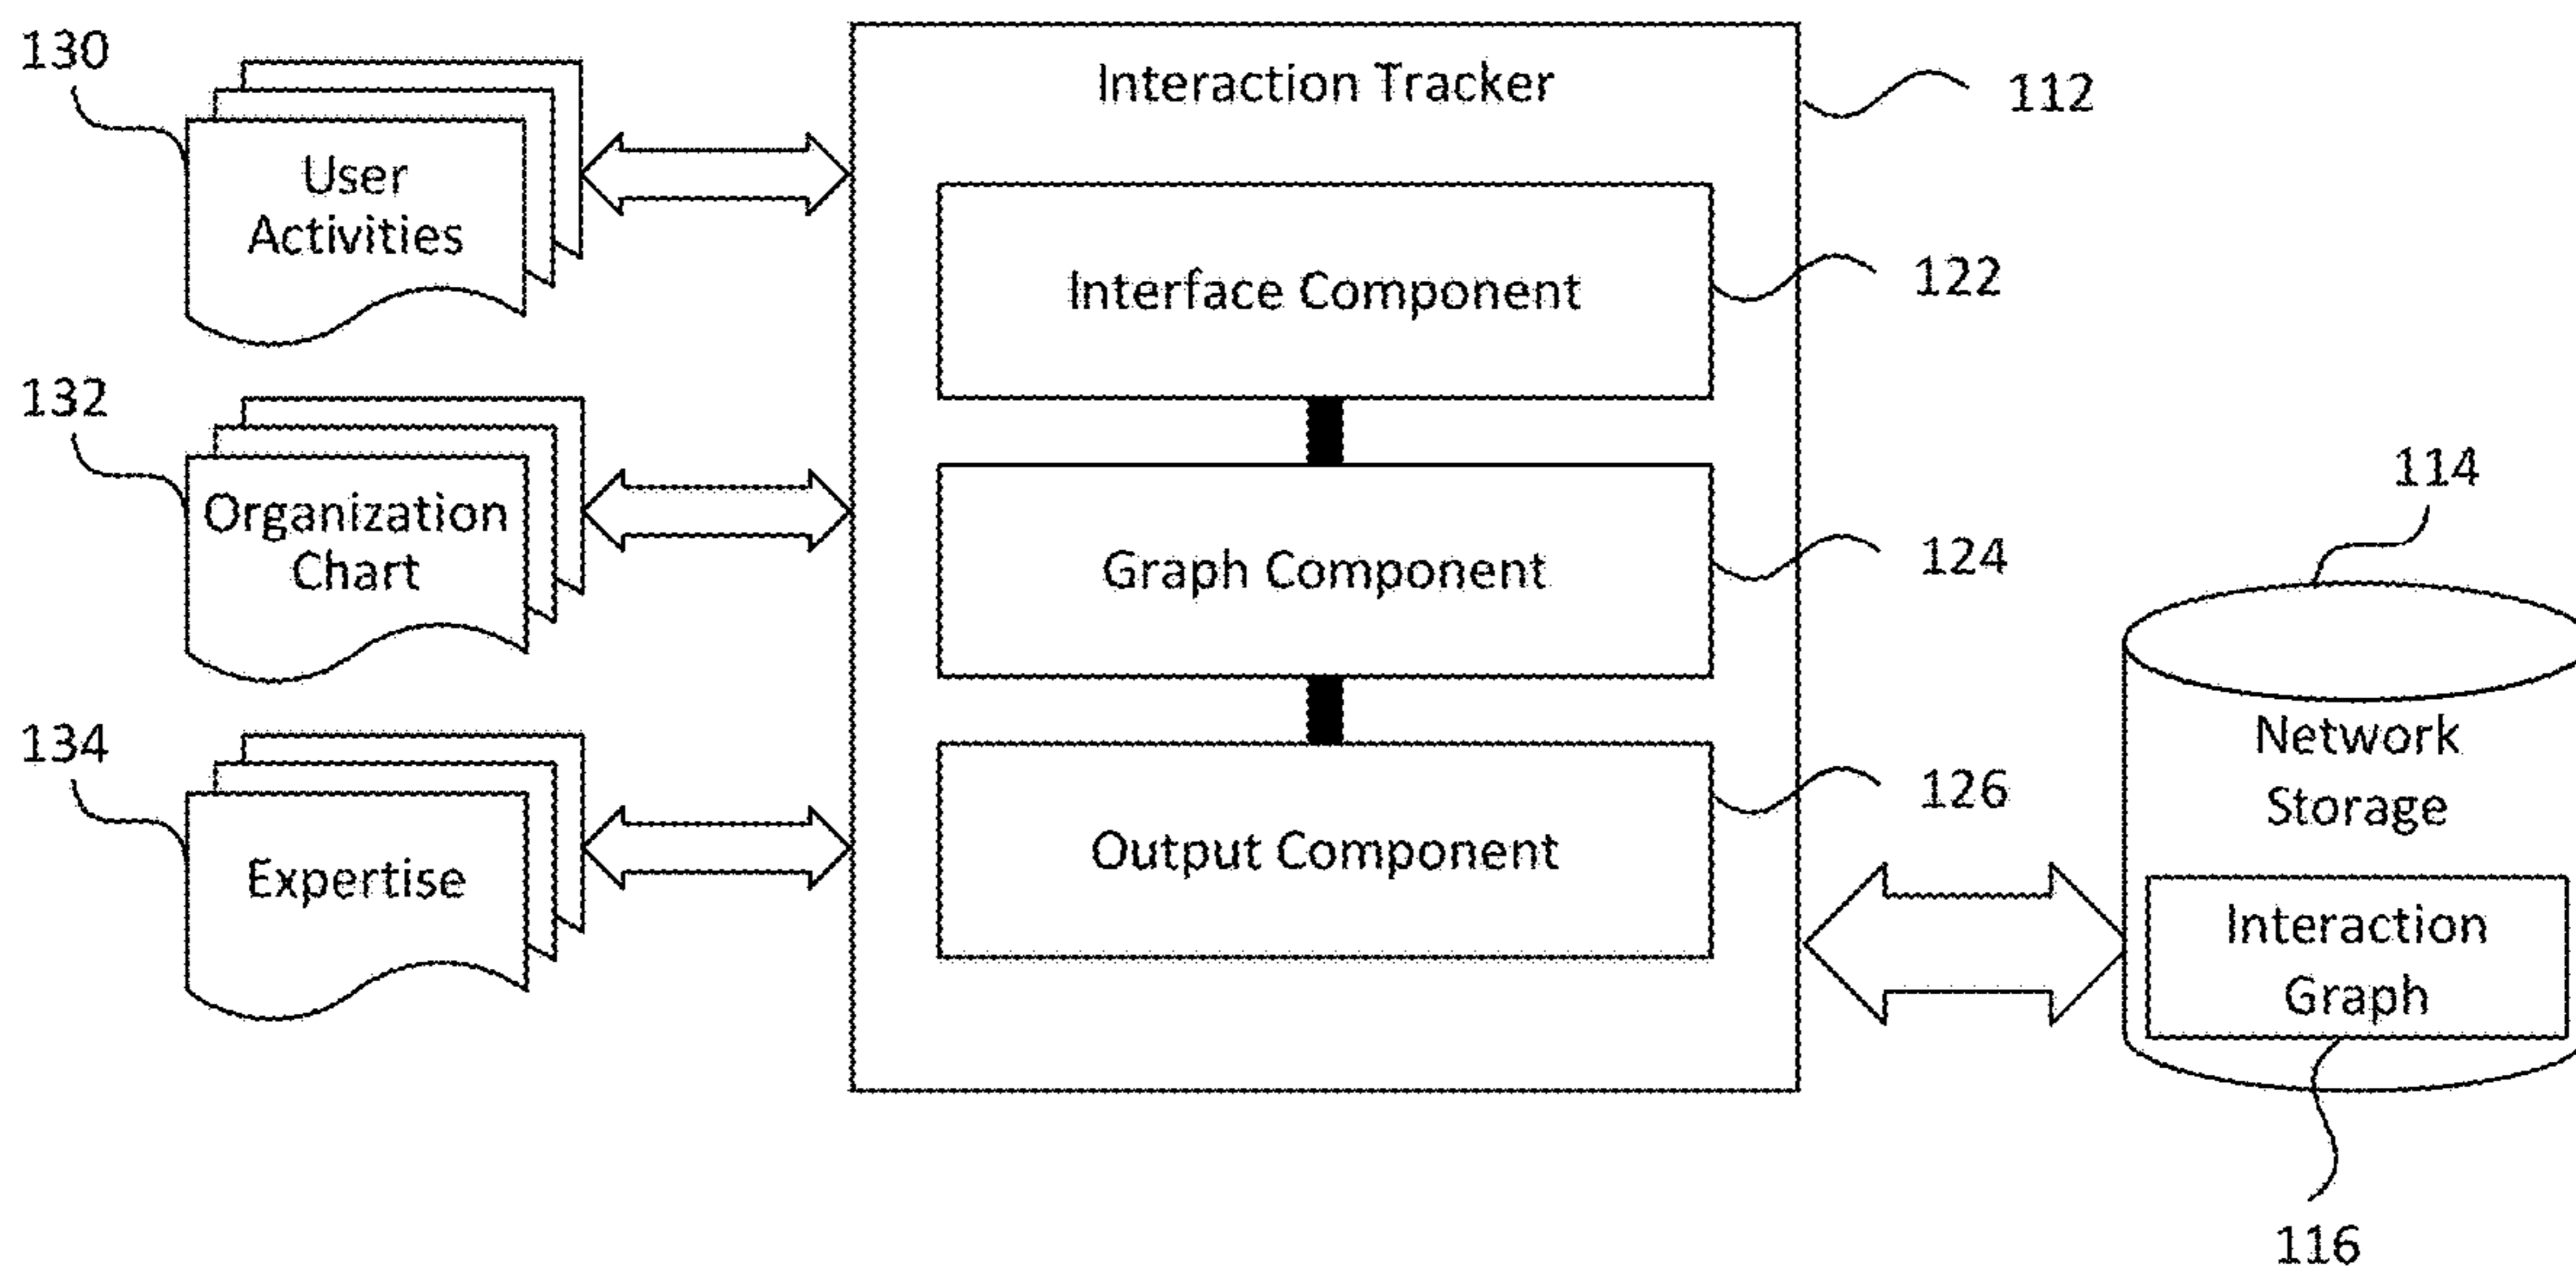 130
User
Activities
132
Organization
Chart
134
Expertise
Interaction Tracker
112
Interface Component
122
Graph Component
124
Output Component
126
114
Network
Storage
Interaction
Graph
116